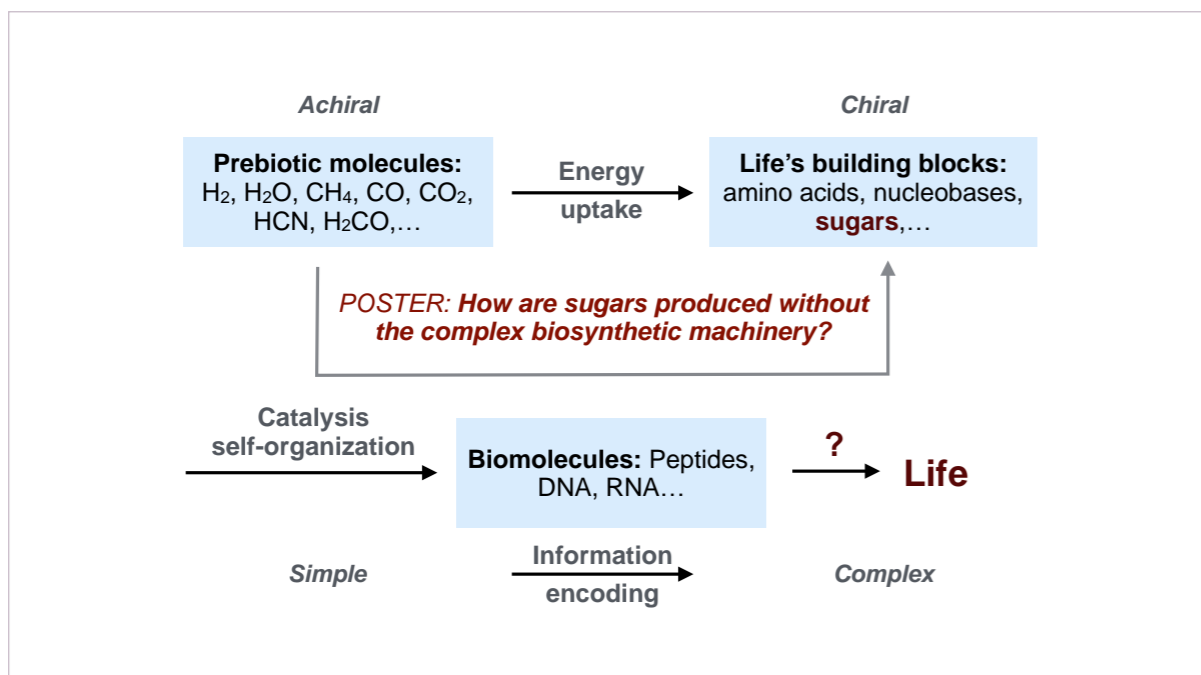 Achiral
Chiral
Prebiotic molecules:
H₂, H₂O, CH₄, CO, CO₂,
HCN, H₂CO,…
Energy
uptake
Life’s building blocks:
amino acids, nucleobases,
sugars,…
POSTER: How are sugars produced without
the complex biosynthetic machinery?
Catalysis
self-organization
Biomolecules: Peptides,
DNA, RNA…
?
Life
Simple
Information
encoding
Complex